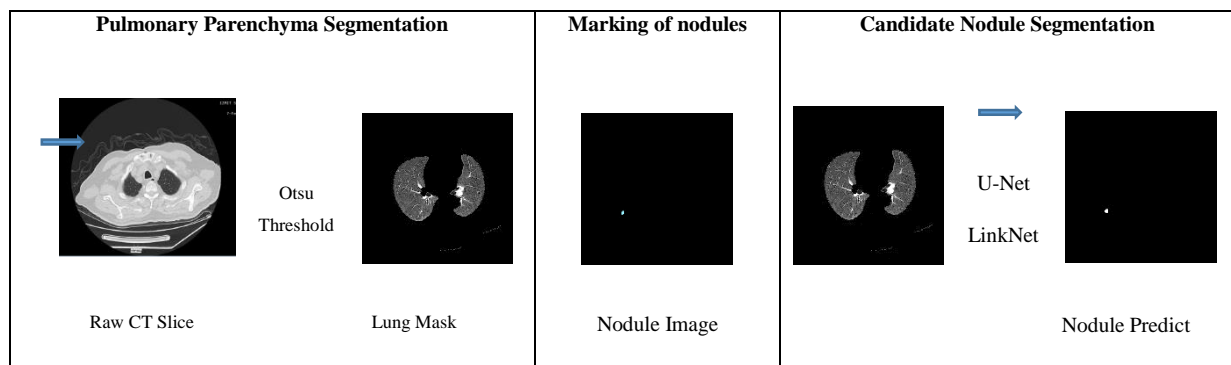 Pulmonary Parenchyma Segmentation
Marking of nodules
Candidate Nodule Segmentation
Otsu
Threshold
U-Net
LinkNet
Raw CT Slice
Lung Mask
Nodule Image
Nodule Predict